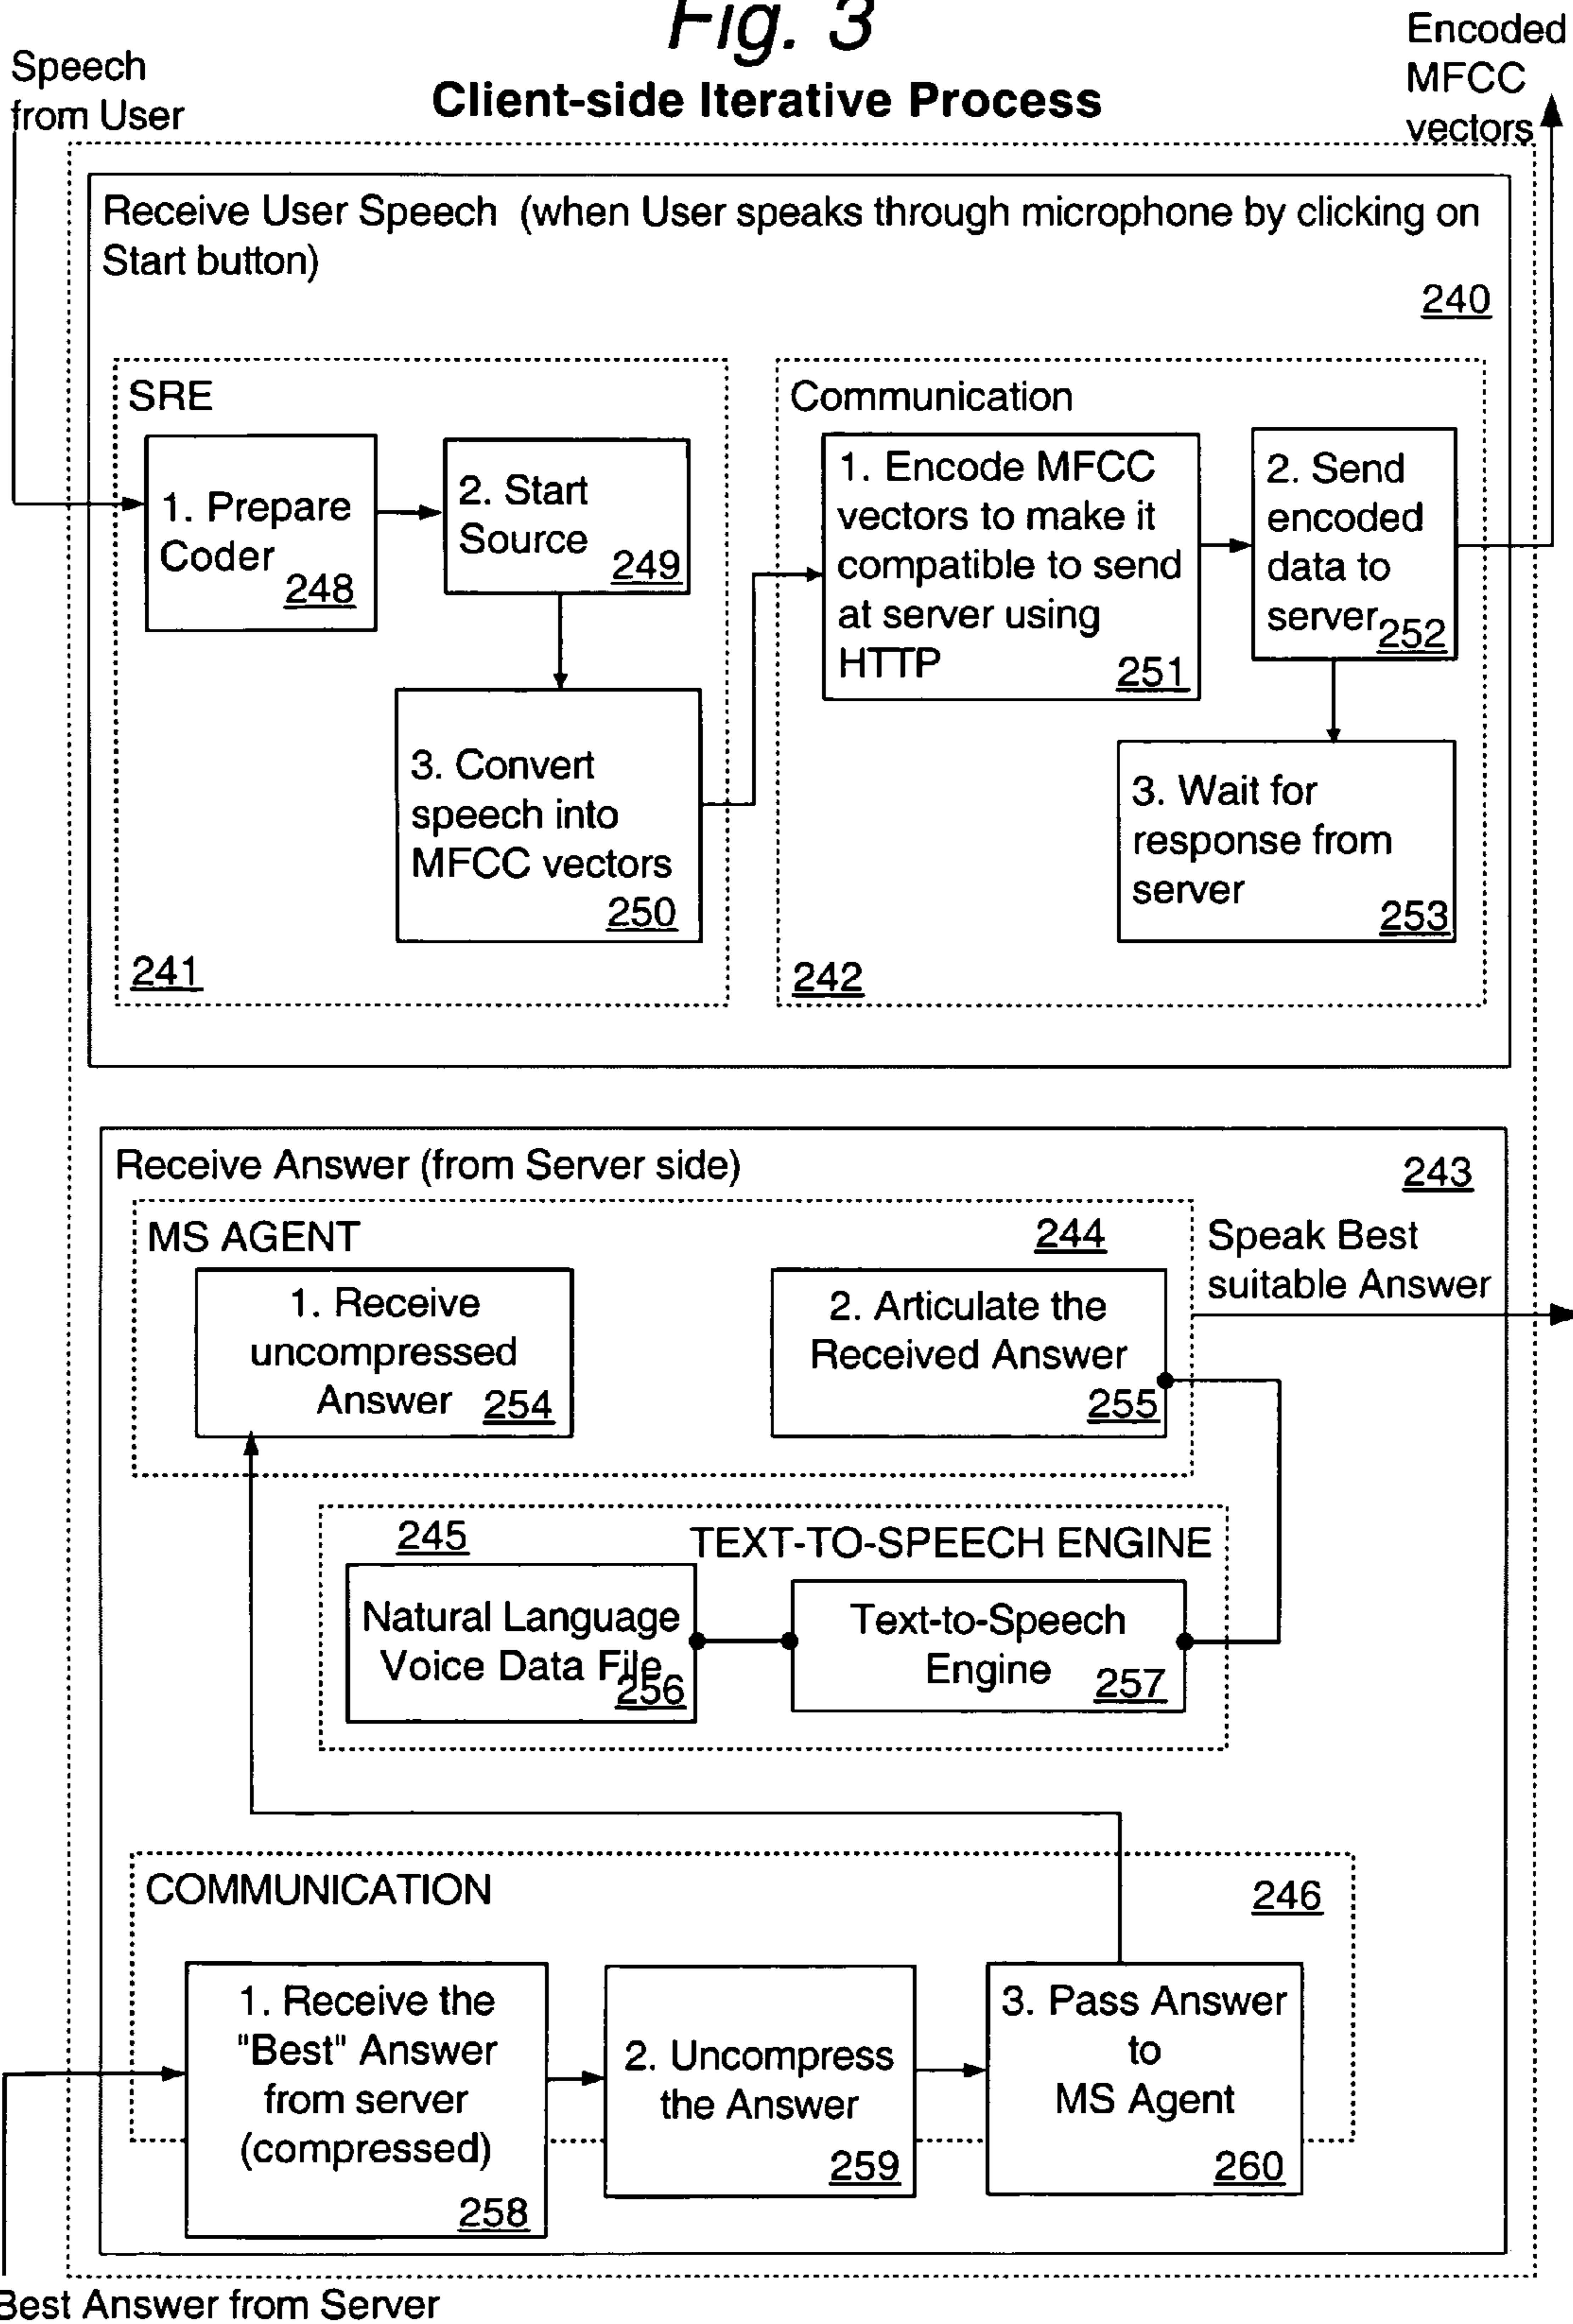 Fig. 3
Client-side Iterative Process
Speech
from User
Encoded
MFCC
vectors
Receive User Speech (when User speaks through microphone by clicking on
Start button)
240
SRE
1. Prepare
Coder
248
2. Start
Source
249
3. Convert
speech into
MFCC vectors
250
241
Communication
1. Encode MFCC
vectors to make it
compatible to send
at server using
HTTP
251
2. Send
encoded
data to
server
252
3. Wait for
response from
server
253
242
Receive Answer (from Server side)
243
MS AGENT
244
1. Receive
uncompressed
Answer
254
2. Articulate the
Received Answer
255
Speak Best
suitable Answer
245
TEXT-TO-SPEECH ENGINE
Natural Language
Voice Data File
256
Text-to-Speech
Engine
257
COMMUNICATION
246
1. Receive the
"Best" Answer
from server
(compressed)
258
2. Uncompress
the Answer
259
3. Pass Answer
to
MS Agent
260
Best Answer from Server